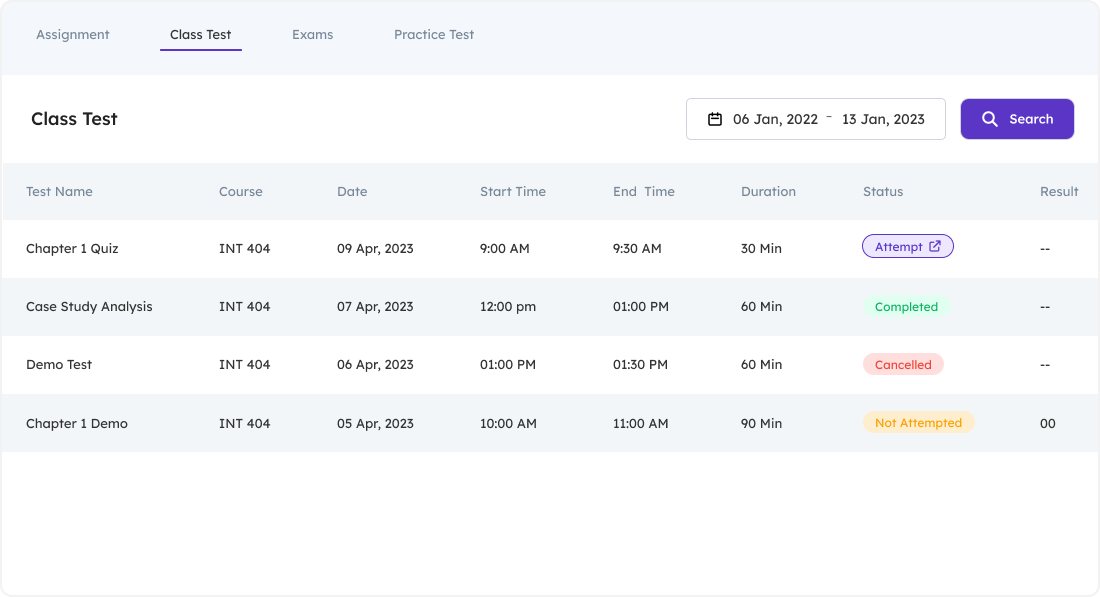 Assignment Class Test Exams Practice Test
Class Test 06 Jan, 2022 - 13 Jan, 2023 Search
Test Name Course Date Start Time End Time Duration Status Result
Chapter 1 Quiz INT 404 09 Apr, 2023 9:00 AM 9:30 AM 30 Min Attempt --
Case Study Analysis INT 404 07 Apr, 2023 12:00 pm 01:00 PM 60 Min Completed --
Demo Test INT 404 06 Apr, 2023 01:00 PM 01:30 PM 60 Min Cancelled --
Chapter 1 Demo INT 404 05 Apr, 2023 10:00 AM 11:00 AM 90 Min Not Attempted 00